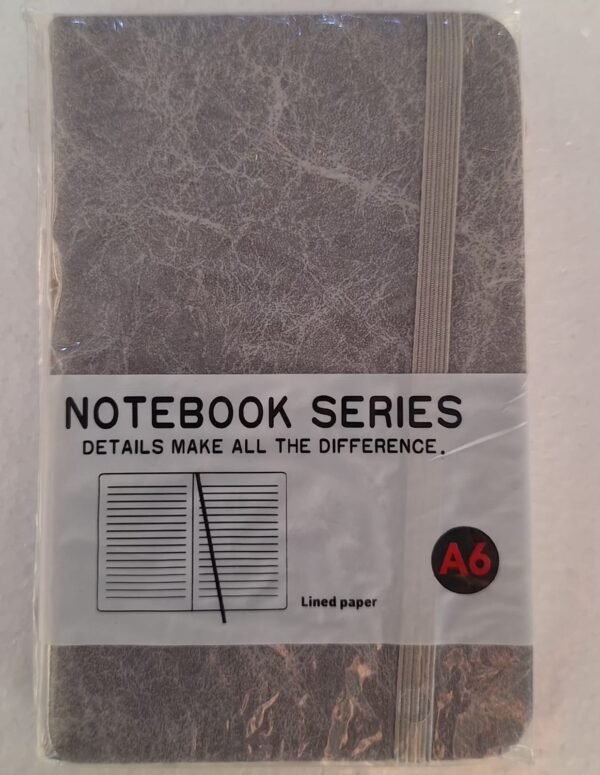 NOTEBOOK SERIES
DETAILS MAKE ALL THE DIFFERENCE.
A6
Lined paper